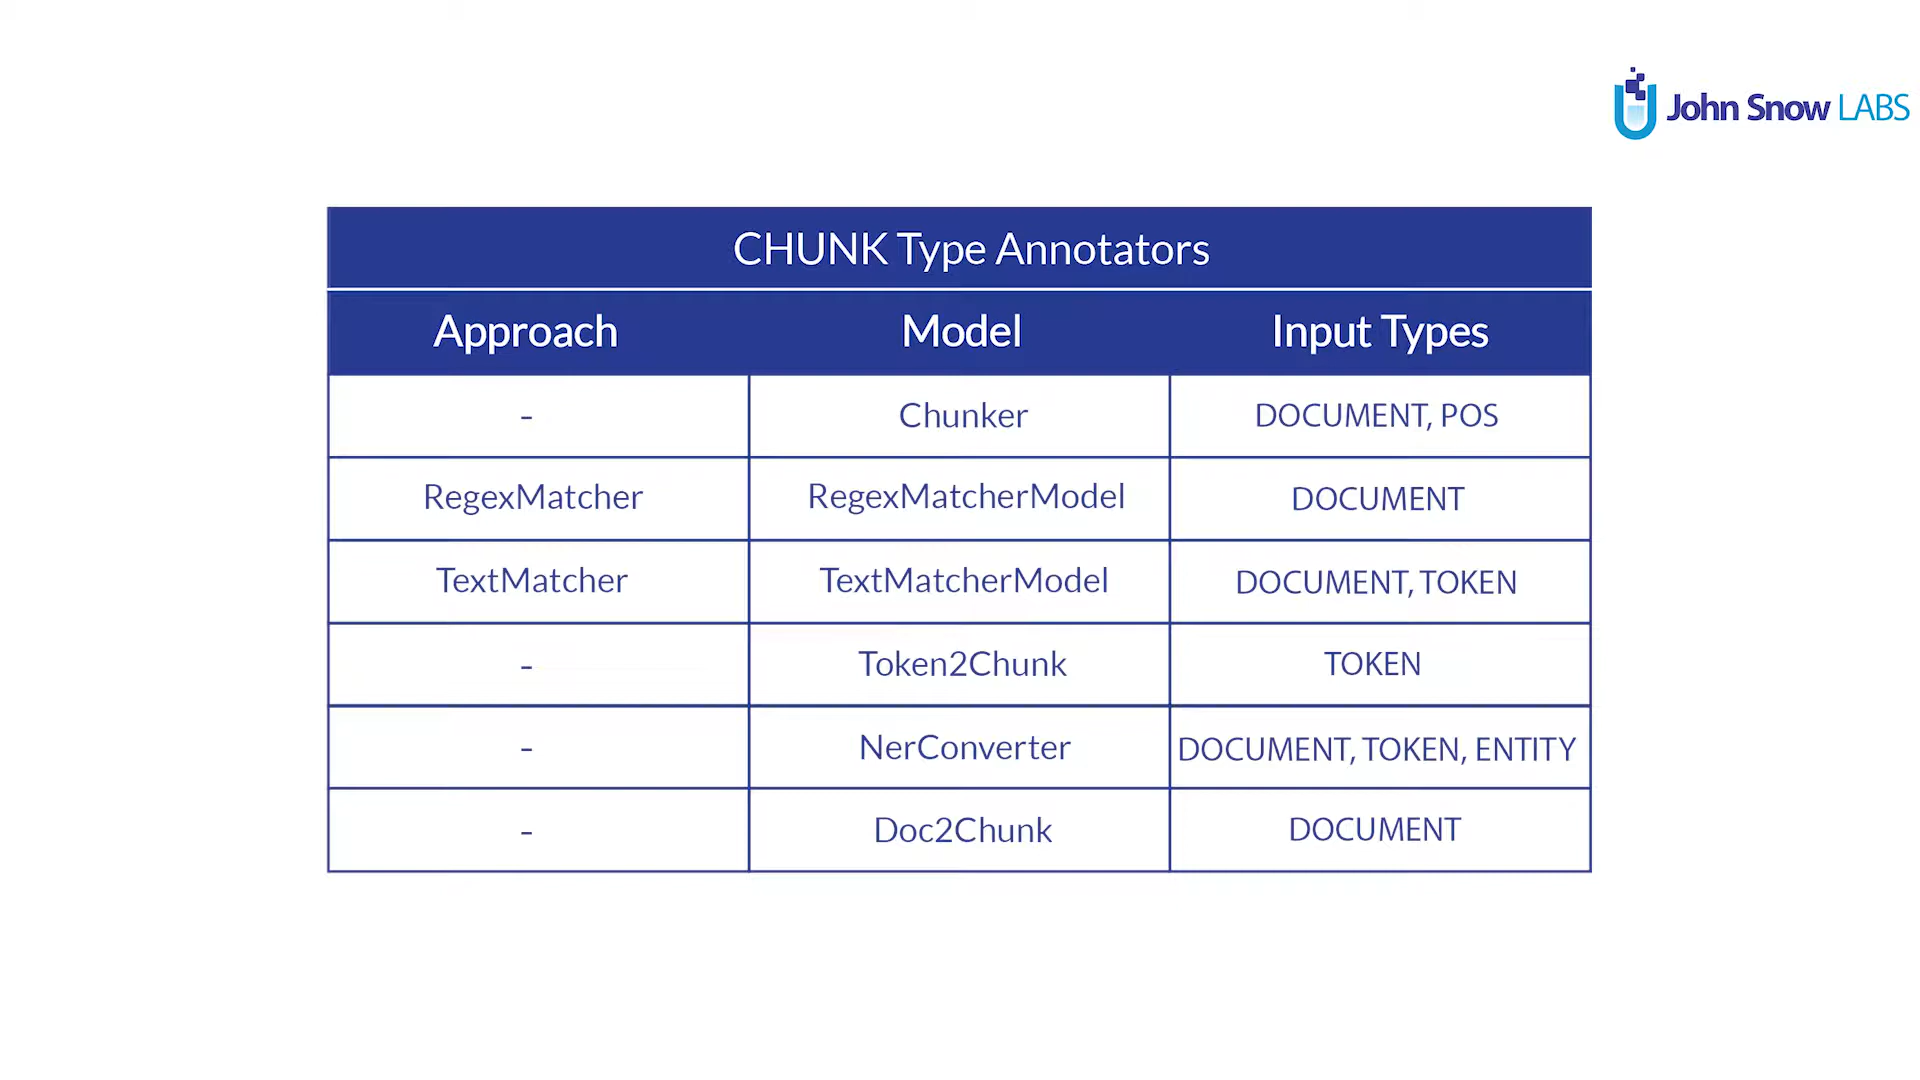 John Snow LABS
CHUNK Type Annotators
Approach Model Input Types
- Chunker DOCUMENT, POS
RegexMatcher RegexMatcherModel DOCUMENT
TextMatcher TextMatcherModel DOCUMENT, TOKEN
- Token2Chunk TOKEN
- NerConverter DOCUMENT, TOKEN, ENTITY
- Doc2Chunk DOCUMENT